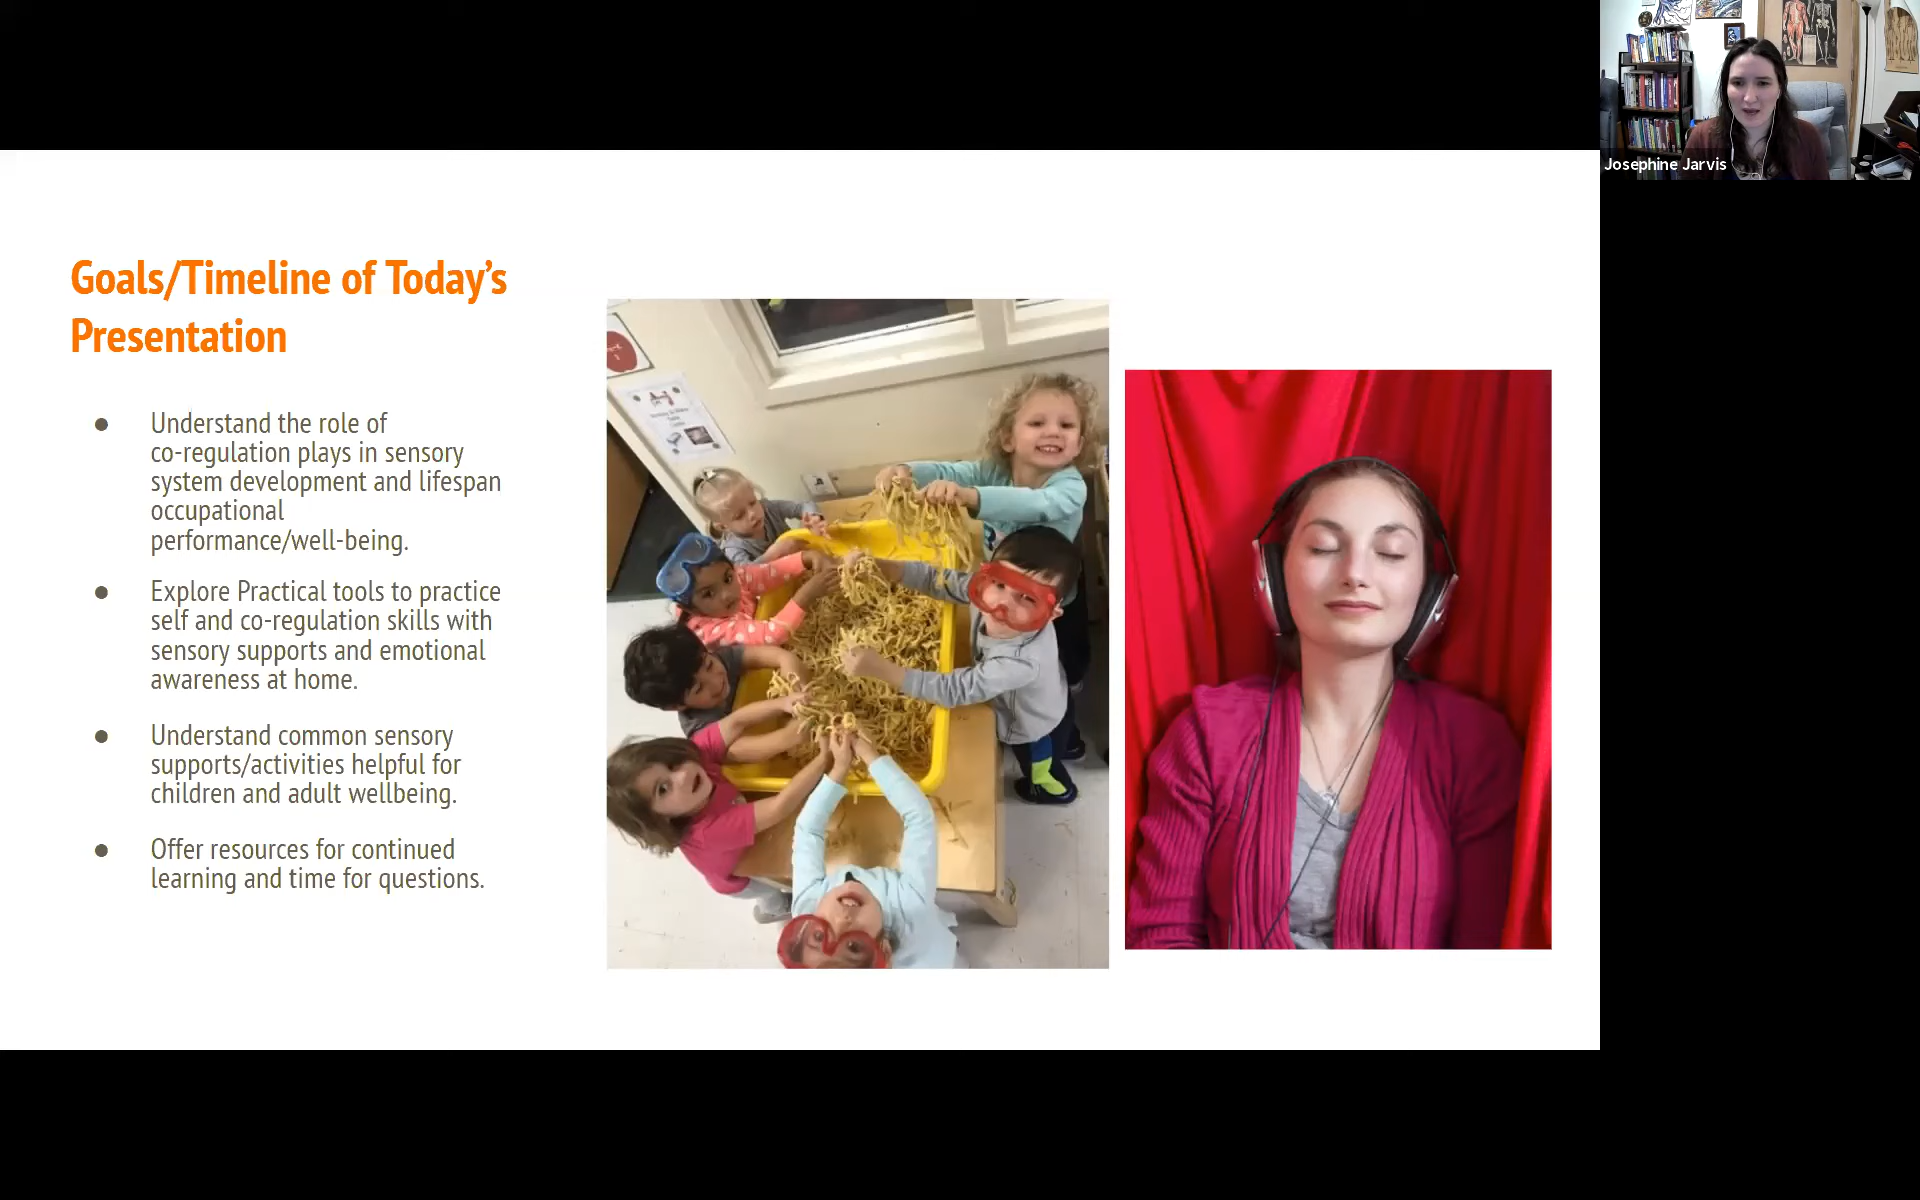 Josephine Jarvis
Goals/Timeline of Today's
Presentation
● Understand the role of
co-regulation plays in sensory
system development and lifespan
occupational
performance/well-being.
● Explore Practical tools to practice
self and co-regulation skills with
sensory supports and emotional
awareness at home.
● Understand common sensory
supports/activities helpful for
children and adult wellbeing.
● Offer resources for continued
learning and time for questions.